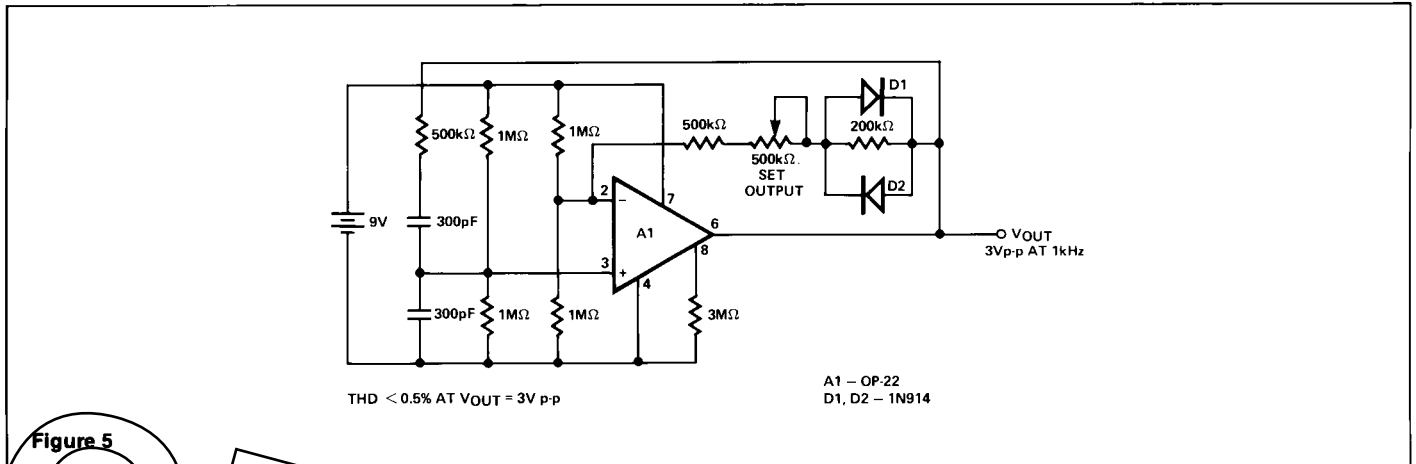 D1
500kΩ
200kΩ
500kΩ
1MΩ
1MΩ
500kΩ.
SET
OUTPUT
D2
2
7
−
9V
300pF
A1
6
8
VOUT
3Vp-p AT 1kHz
3
+
4
300pF
1MΩ
1MΩ
3MΩ
A1 – OP-22
D1, D2 – 1N914
THD < 0.5% AT VOUT = 3V p-p
Figure 5